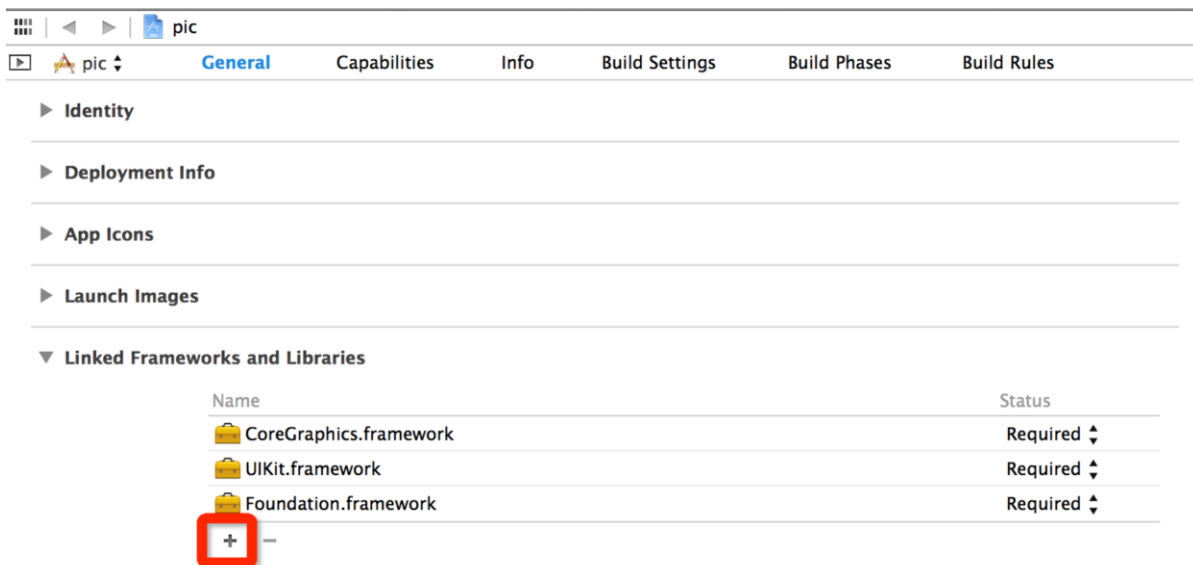 pic
pic General Capabilities Info Build Settings Build Phases Build Rules
Identity
Deployment Info
App Icons
Launch Images
Linked Frameworks and Libraries
Name Status
CoreGraphics.framework Required
UIKit.framework Required
Foundation.framework Required
+ −